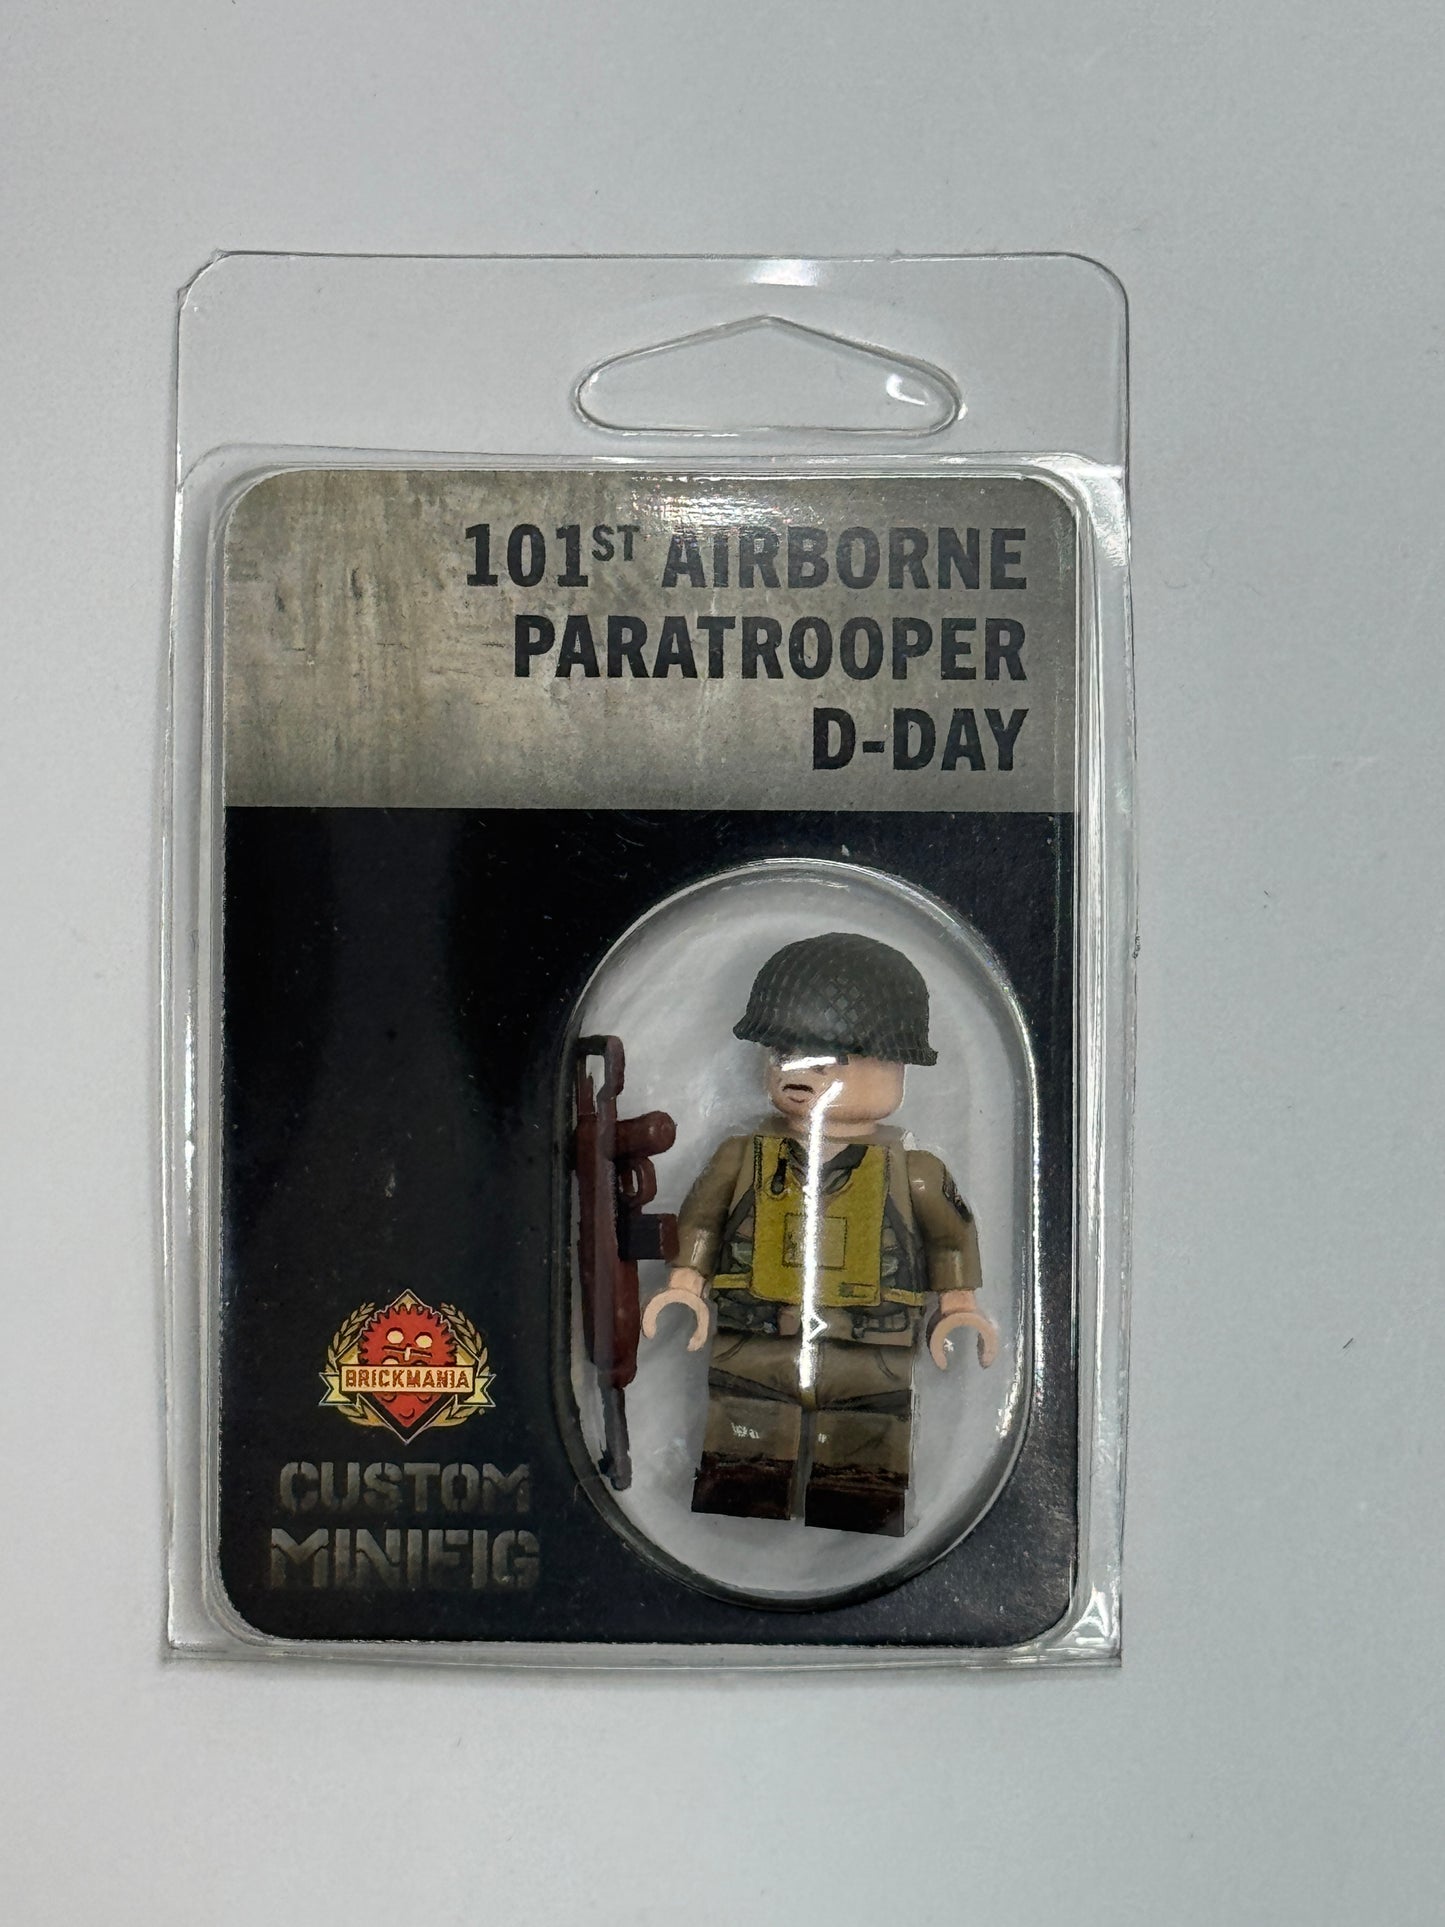 101ST AIRBORNE
PARATROOPER
D-DAY
BRICKMANIA
CUSTOM
MINIFIG